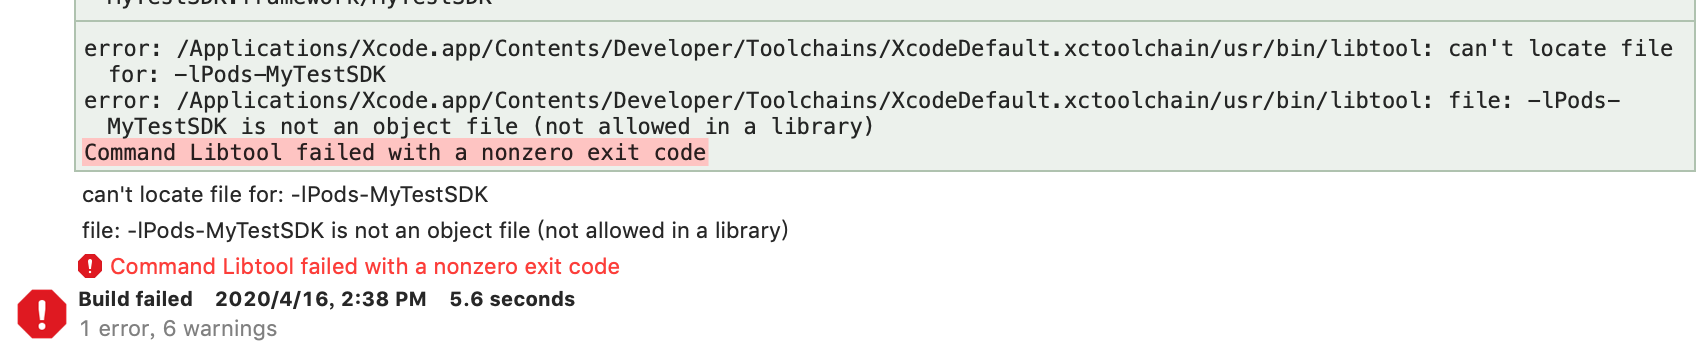 MyTestSDK.framework/MyTestSDK
error: /Applications/Xcode.app/Contents/Developer/Toolchains/XcodeDefault.xctoolchain/usr/bin/libtool: can't locate file
for: -lPods-MyTestSDK
error: /Applications/Xcode.app/Contents/Developer/Toolchains/XcodeDefault.xctoolchain/usr/bin/libtool: file: -lPods-
MyTestSDK is not an object file (not allowed in a library)
Command Libtool failed with a nonzero exit code
can't locate file for: -lPods-MyTestSDK
file: -lPods-MyTestSDK is not an object file (not allowed in a library)
Command Libtool failed with a nonzero exit code
Build failed 2020/4/16, 2:38 PM 5.6 seconds
1 error, 6 warnings